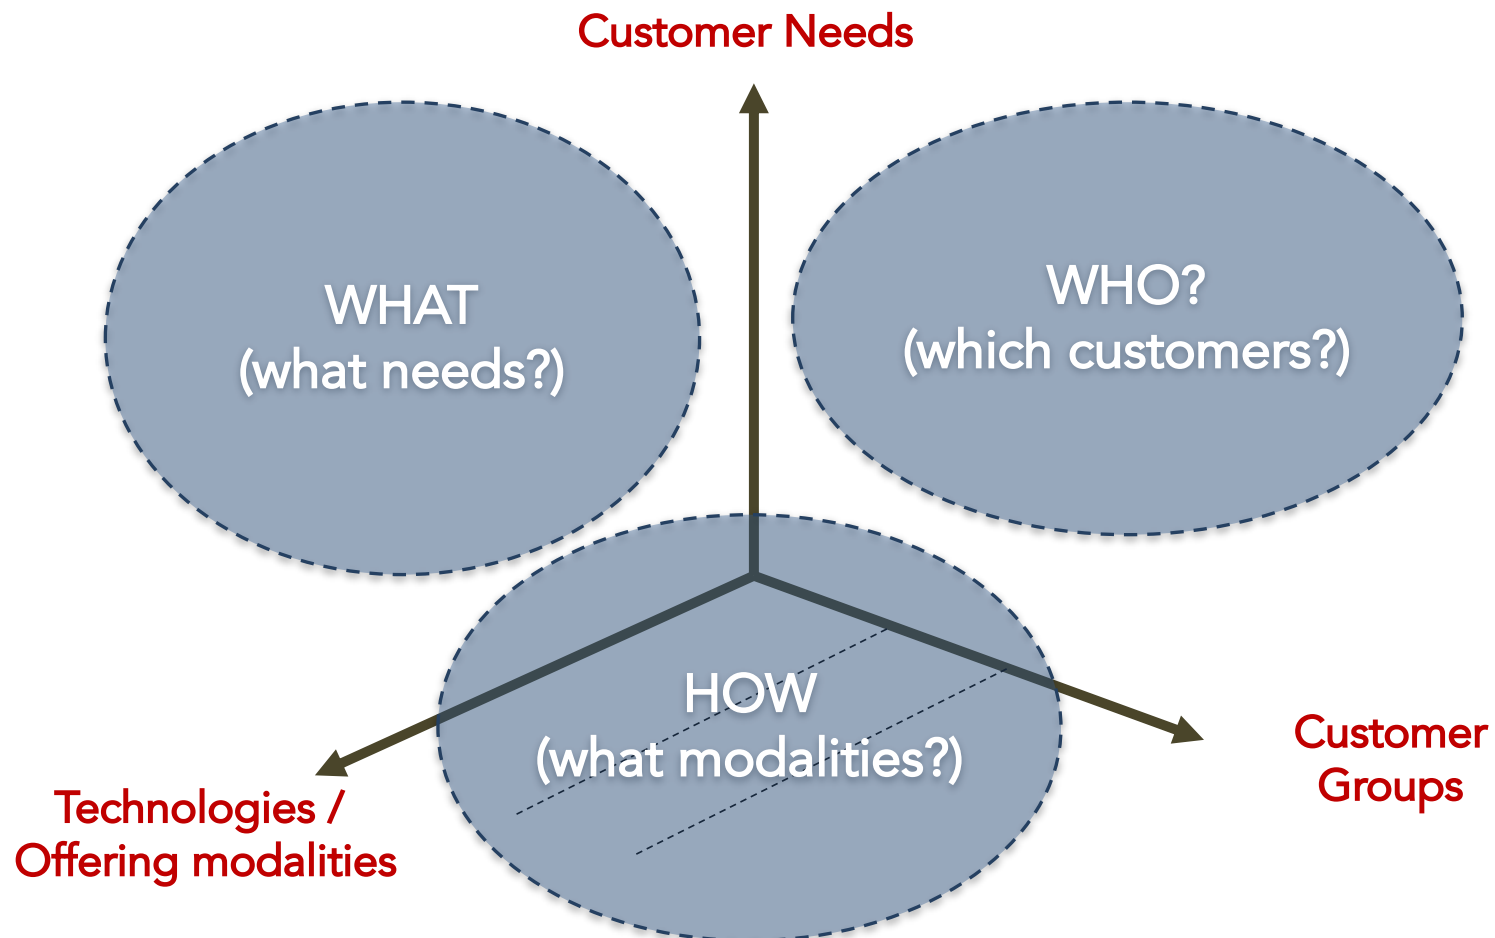 Customer Needs
WHAT
(what needs?)
WHO?
(which customers?)
HOW
(what modalities?)
Customer
Groups
Technologies /
Offering modalities